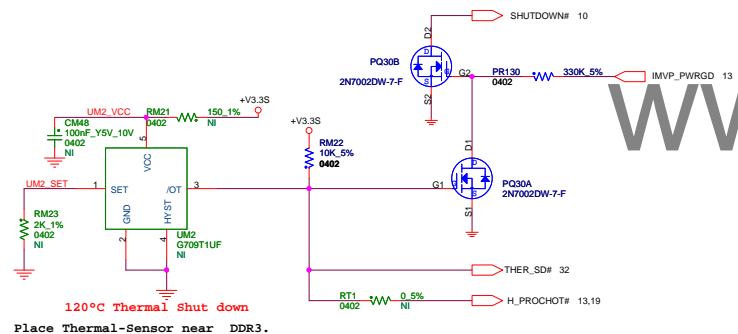 SHUTDOWN# 10
D2
PQ30B
D
G
S
2N7002DW-7-F
S2
G2
PR130
0402
330K_5%
IMVP_PWRGD 13
WW
UM2_VCC
RM21
0402
150_1%
NI
+V3.3S
CM48
100nF_Y5V_10V
0402
NI
5
VCC
+V3.3S
RM22
10K_5%
0402
D1
UM2_SET
1
SET
/OT
3
G1
D
G
S
PQ30A
2N7002DW-7-F
S1
RM23
2K_1%
0402
NI
GND
HYST
2
4
UM2
G709T1UF
NI
THER_SD# 32
RT1
0402
0_5%
NI
H_PROCHOT# 13,19
120°C Thermal Shut down
Place Thermal-Sensor near DDR3.